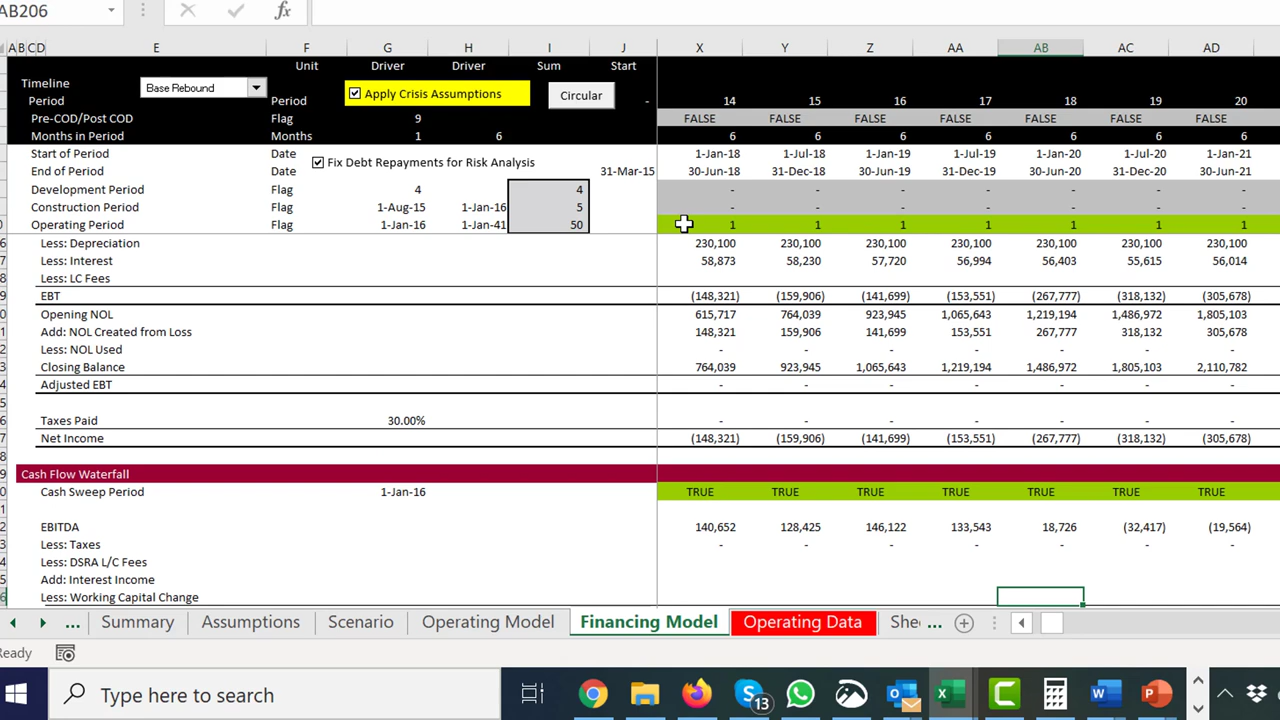 AB206 fx
A B C D E F G H I J X Y Z AA AB AC AD
Unit Driver Driver Sum Start
Timeline Base Rebound Apply Crisis Assumptions Circular
Period Period - 14 15 16 17 18 19 20
Pre-COD/Post COD Flag 9 FALSE FALSE FALSE FALSE FALSE FALSE FALSE
Months in Period Months 1 6 6 6 6 6 6 6 6
Start of Period Date 1-Jan-18 1-Jul-18 1-Jan-19 1-Jul-19 1-Jan-20 1-Jul-20 1-Jan-21
Fix Debt Repayments for Risk Analysis
End of Period Date 31-Mar-15 30-Jun-18 31-Dec-18 30-Jun-19 31-Dec-19 30-Jun-20 31-Dec-20 30-Jun-21
Development Period Flag 4 4 - - - - - - -
Construction Period Flag 1-Aug-15 1-Jan-16 5 - - - - - - -
Operating Period Flag 1-Jan-16 1-Jan-41 50 1 1 1 1 1 1 1
Less: Depreciation 230,100 230,100 230,100 230,100 230,100 230,100 230,100
Less: Interest 58,873 58,230 57,720 56,994 56,403 55,615 56,014
Less: LC Fees
EBT (148,321) (159,906) (141,699) (153,551) (267,777) (318,132) (305,678)
Opening NOL 615,717 764,039 923,945 1,065,643 1,219,194 1,486,972 1,805,103
Add: NOL Created from Loss 148,321 159,906 141,699 153,551 267,777 318,132 305,678
Less: NOL Used - - - - - - -
Closing Balance 764,039 923,945 1,065,643 1,219,194 1,486,972 1,805,103 2,110,782
Adjusted EBT - - - - - - -
Taxes Paid 30.00% - - - - - - -
Net Income (148,321) (159,906) (141,699) (153,551) (267,777) (318,132) (305,678)
Cash Flow Waterfall
Cash Sweep Period 1-Jan-16 TRUE TRUE TRUE TRUE TRUE TRUE TRUE
EBITDA 140,652 128,425 146,122 133,543 18,726 (32,417) (19,564)
Less: Taxes - - - - - - -
Less: DSRA L/C Fees
Add: Interest Income
Less: Working Capital Change
... Summary Assumptions Scenario Operating Model Financing Model Operating Data She ...
Ready
Type here to search 13